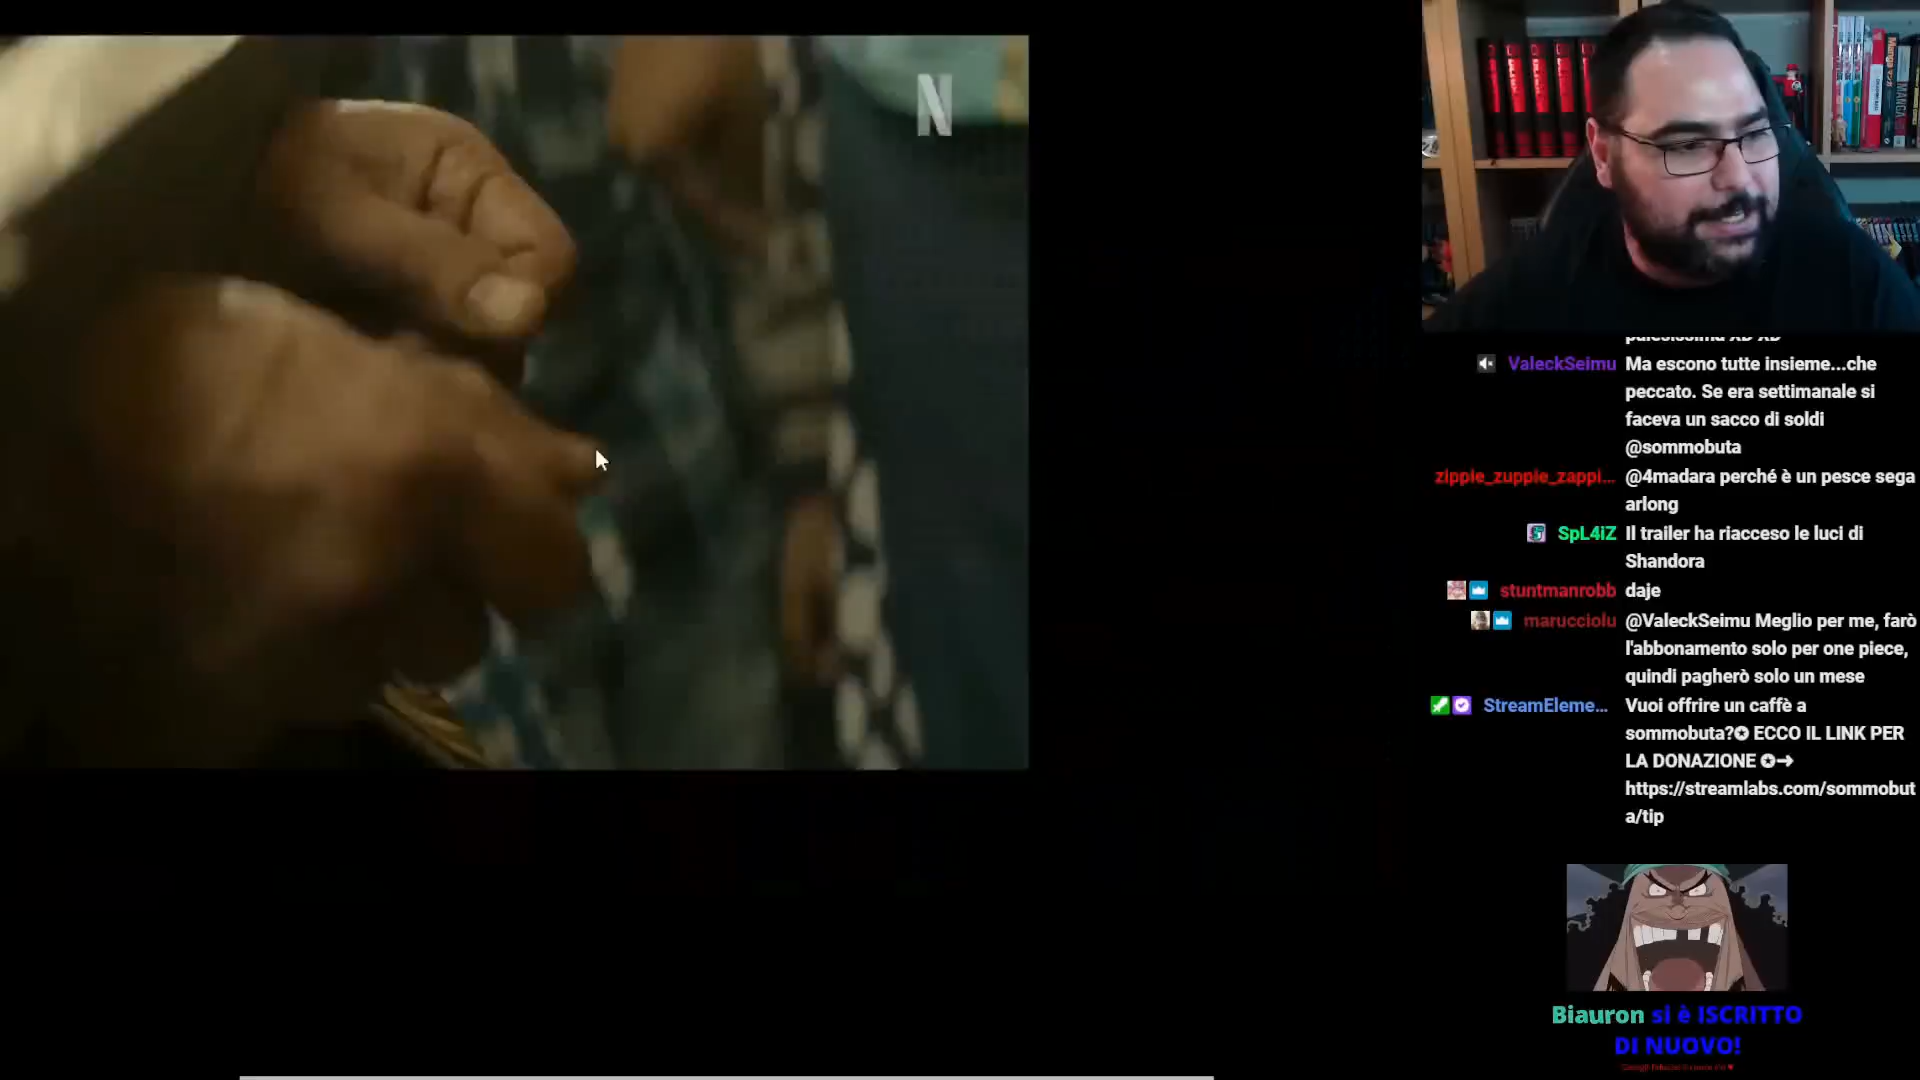 N
MANGA
ValeckSeimu Ma escono tutte insieme...che
peccato. Se era settimanale si
faceva un sacco di soldi
@sommobuta
zippie_zuppie_zappi... @4madara perché è un pesce sega
arlong
SpL4iZ Il trailer ha riacceso le luci di
Shandora
stuntmanrobb daje
marucciolu @ValeckSeimu Meglio per me, farò
l'abbonamento solo per one piece,
quindi pagherò solo un mese
StreamEleme... Vuoi offrire un caffè a
sommobuta?✪ ECCO IL LINK PER
LA DONAZIONE ✪➜
https://streamlabs.com/sommobut
a/tip
Biauron si è ISCRITTO
DI NUOVO!